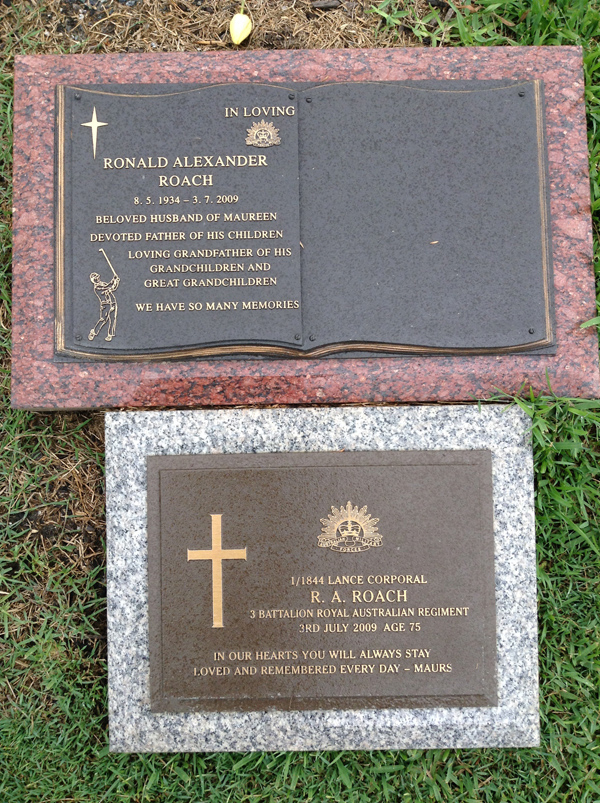 IN LOVING
RONALD ALEXANDER
ROACH
8. 5. 1934 – 3. 7. 2009
BELOVED HUSBAND OF MAUREEN
DEVOTED FATHER OF HIS CHILDREN
LOVING GRANDFATHER OF HIS
GRANDCHILDREN AND
GREAT GRANDCHILDREN
WE HAVE SO MANY MEMORIES
1/1844 LANCE CORPORAL
R. A. ROACH
3 BATTALION ROYAL AUSTRALIAN REGIMENT
3RD JULY 2009 AGE 75
IN OUR HEARTS YOU WILL ALWAYS STAY
LOVED AND REMEMBERED EVERY DAY – MAURS